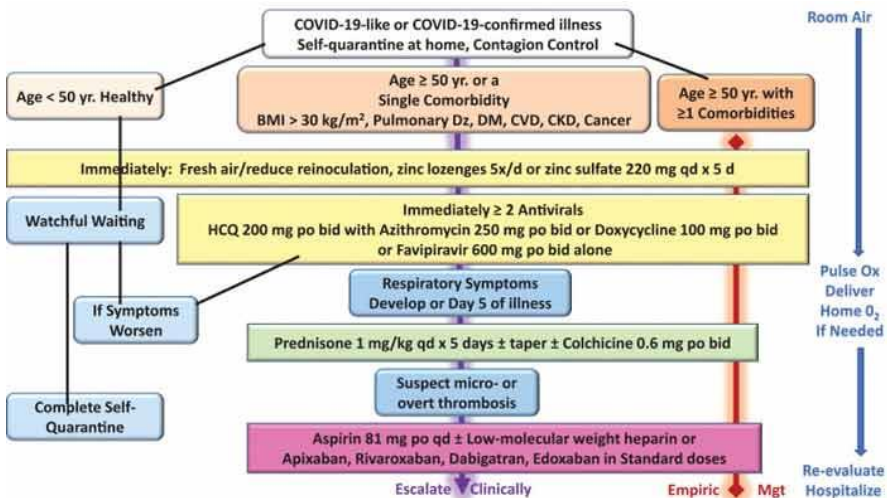 COVID-19-like or COVID-19-confirmed illness
Self-quarantine at home, Contagion Control
Room Air
Age < 50 yr. Healthy
Age ≥ 50 yr. or a
Single Comorbidity
BMI > 30 kg/m², Pulmonary Dz, DM, CVD, CKD, Cancer
Age ≥ 50 yr. with
≥1 Comorbidities
Immediately: Fresh air/reduce reinoculation, zinc lozenges 5x/d or zinc sulfate 220 mg qd x 5 d
Watchful Waiting
Immediately ≥ 2 Antivirals
HCQ 200 mg po bid with Azithromycin 250 mg po bid or Doxycycline 100 mg po bid
or Favipiravir 600 mg po bid alone
Pulse Ox
Deliver
Home 0₂
If Needed
Respiratory Symptoms
Develop or Day 5 of illness
If Symptoms
Worsen
Prednisone 1 mg/kg qd x 5 days ± taper ± Colchicine 0.6 mg po bid
Suspect micro- or
overt thrombosis
Complete Self-
Quarantine
Aspirin 81 mg po qd ± Low-molecular weight heparin or
Apixaban, Rivaroxaban, Dabigatran, Edoxaban in Standard doses
Re-evaluate
Hospitalize
Escalate Clinically
Empiric Mgt